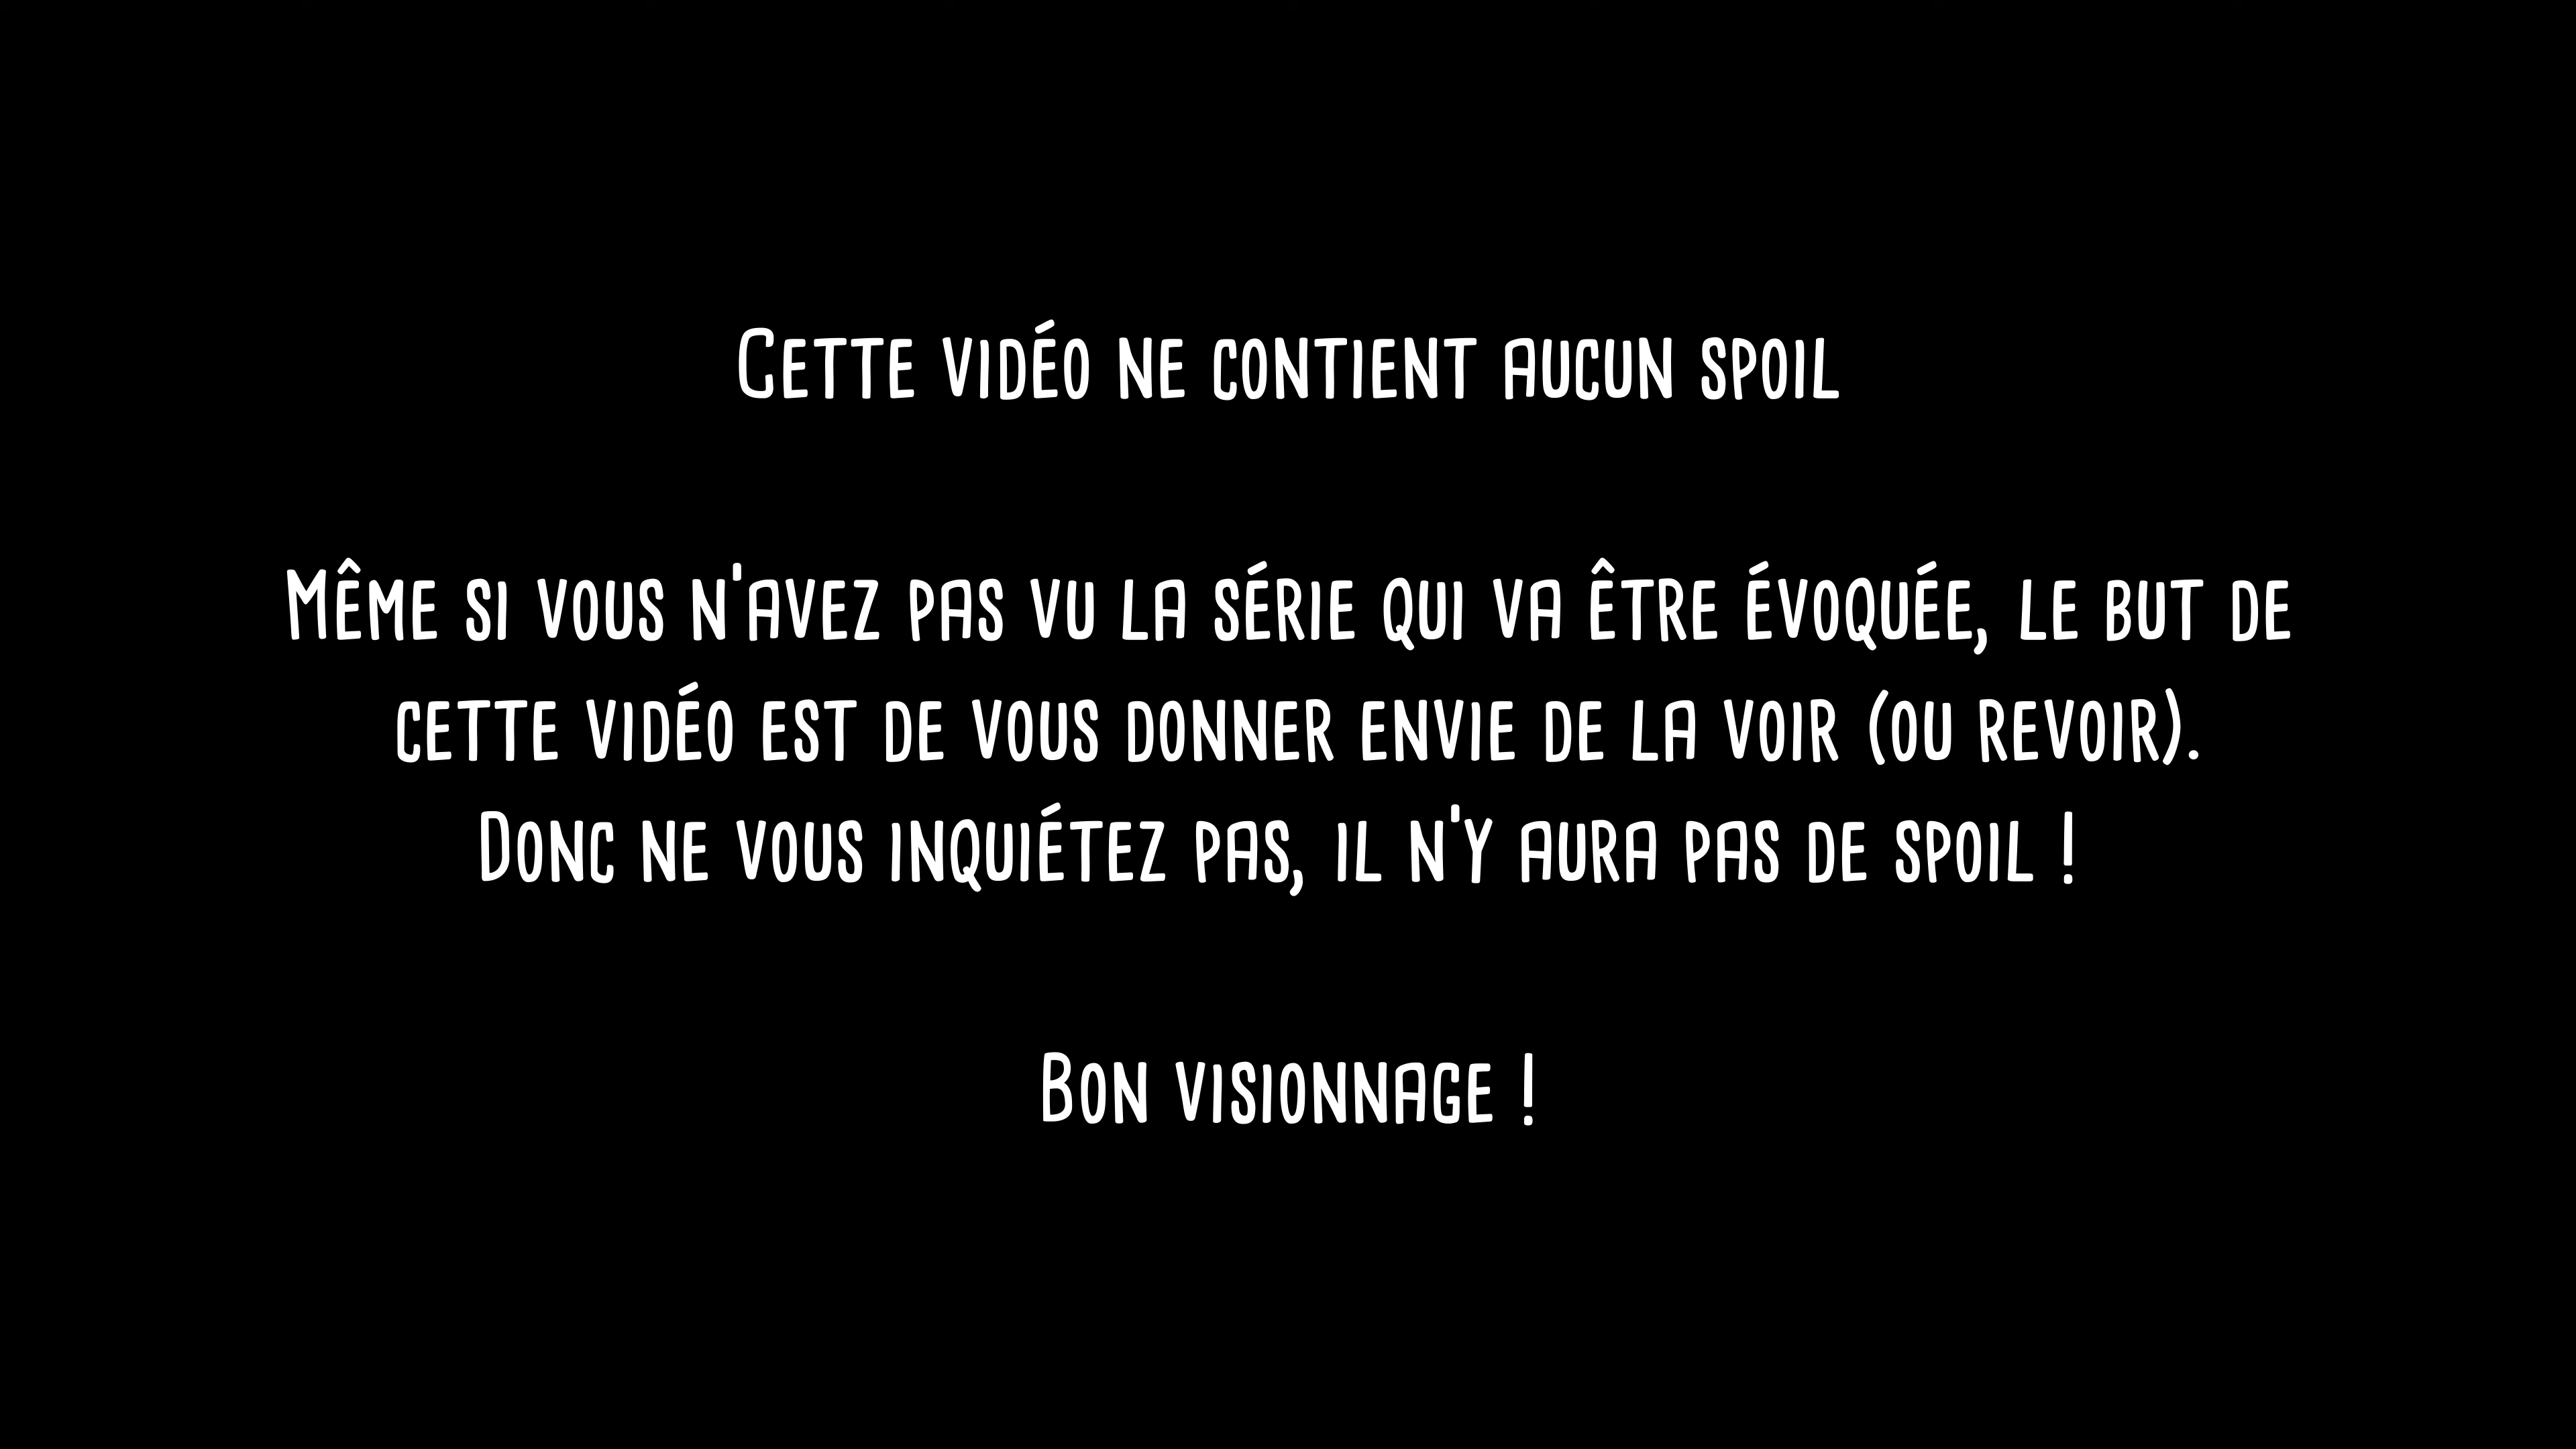 Cette vidéo ne contient aucun spoil
Même si vous n'avez pas vu la série qui va être évoquée, le but de
cette vidéo est de vous donner envie de la voir (ou revoir).
Donc ne vous inquiétez pas, il n'y aura pas de spoil !
Bon visionnage !